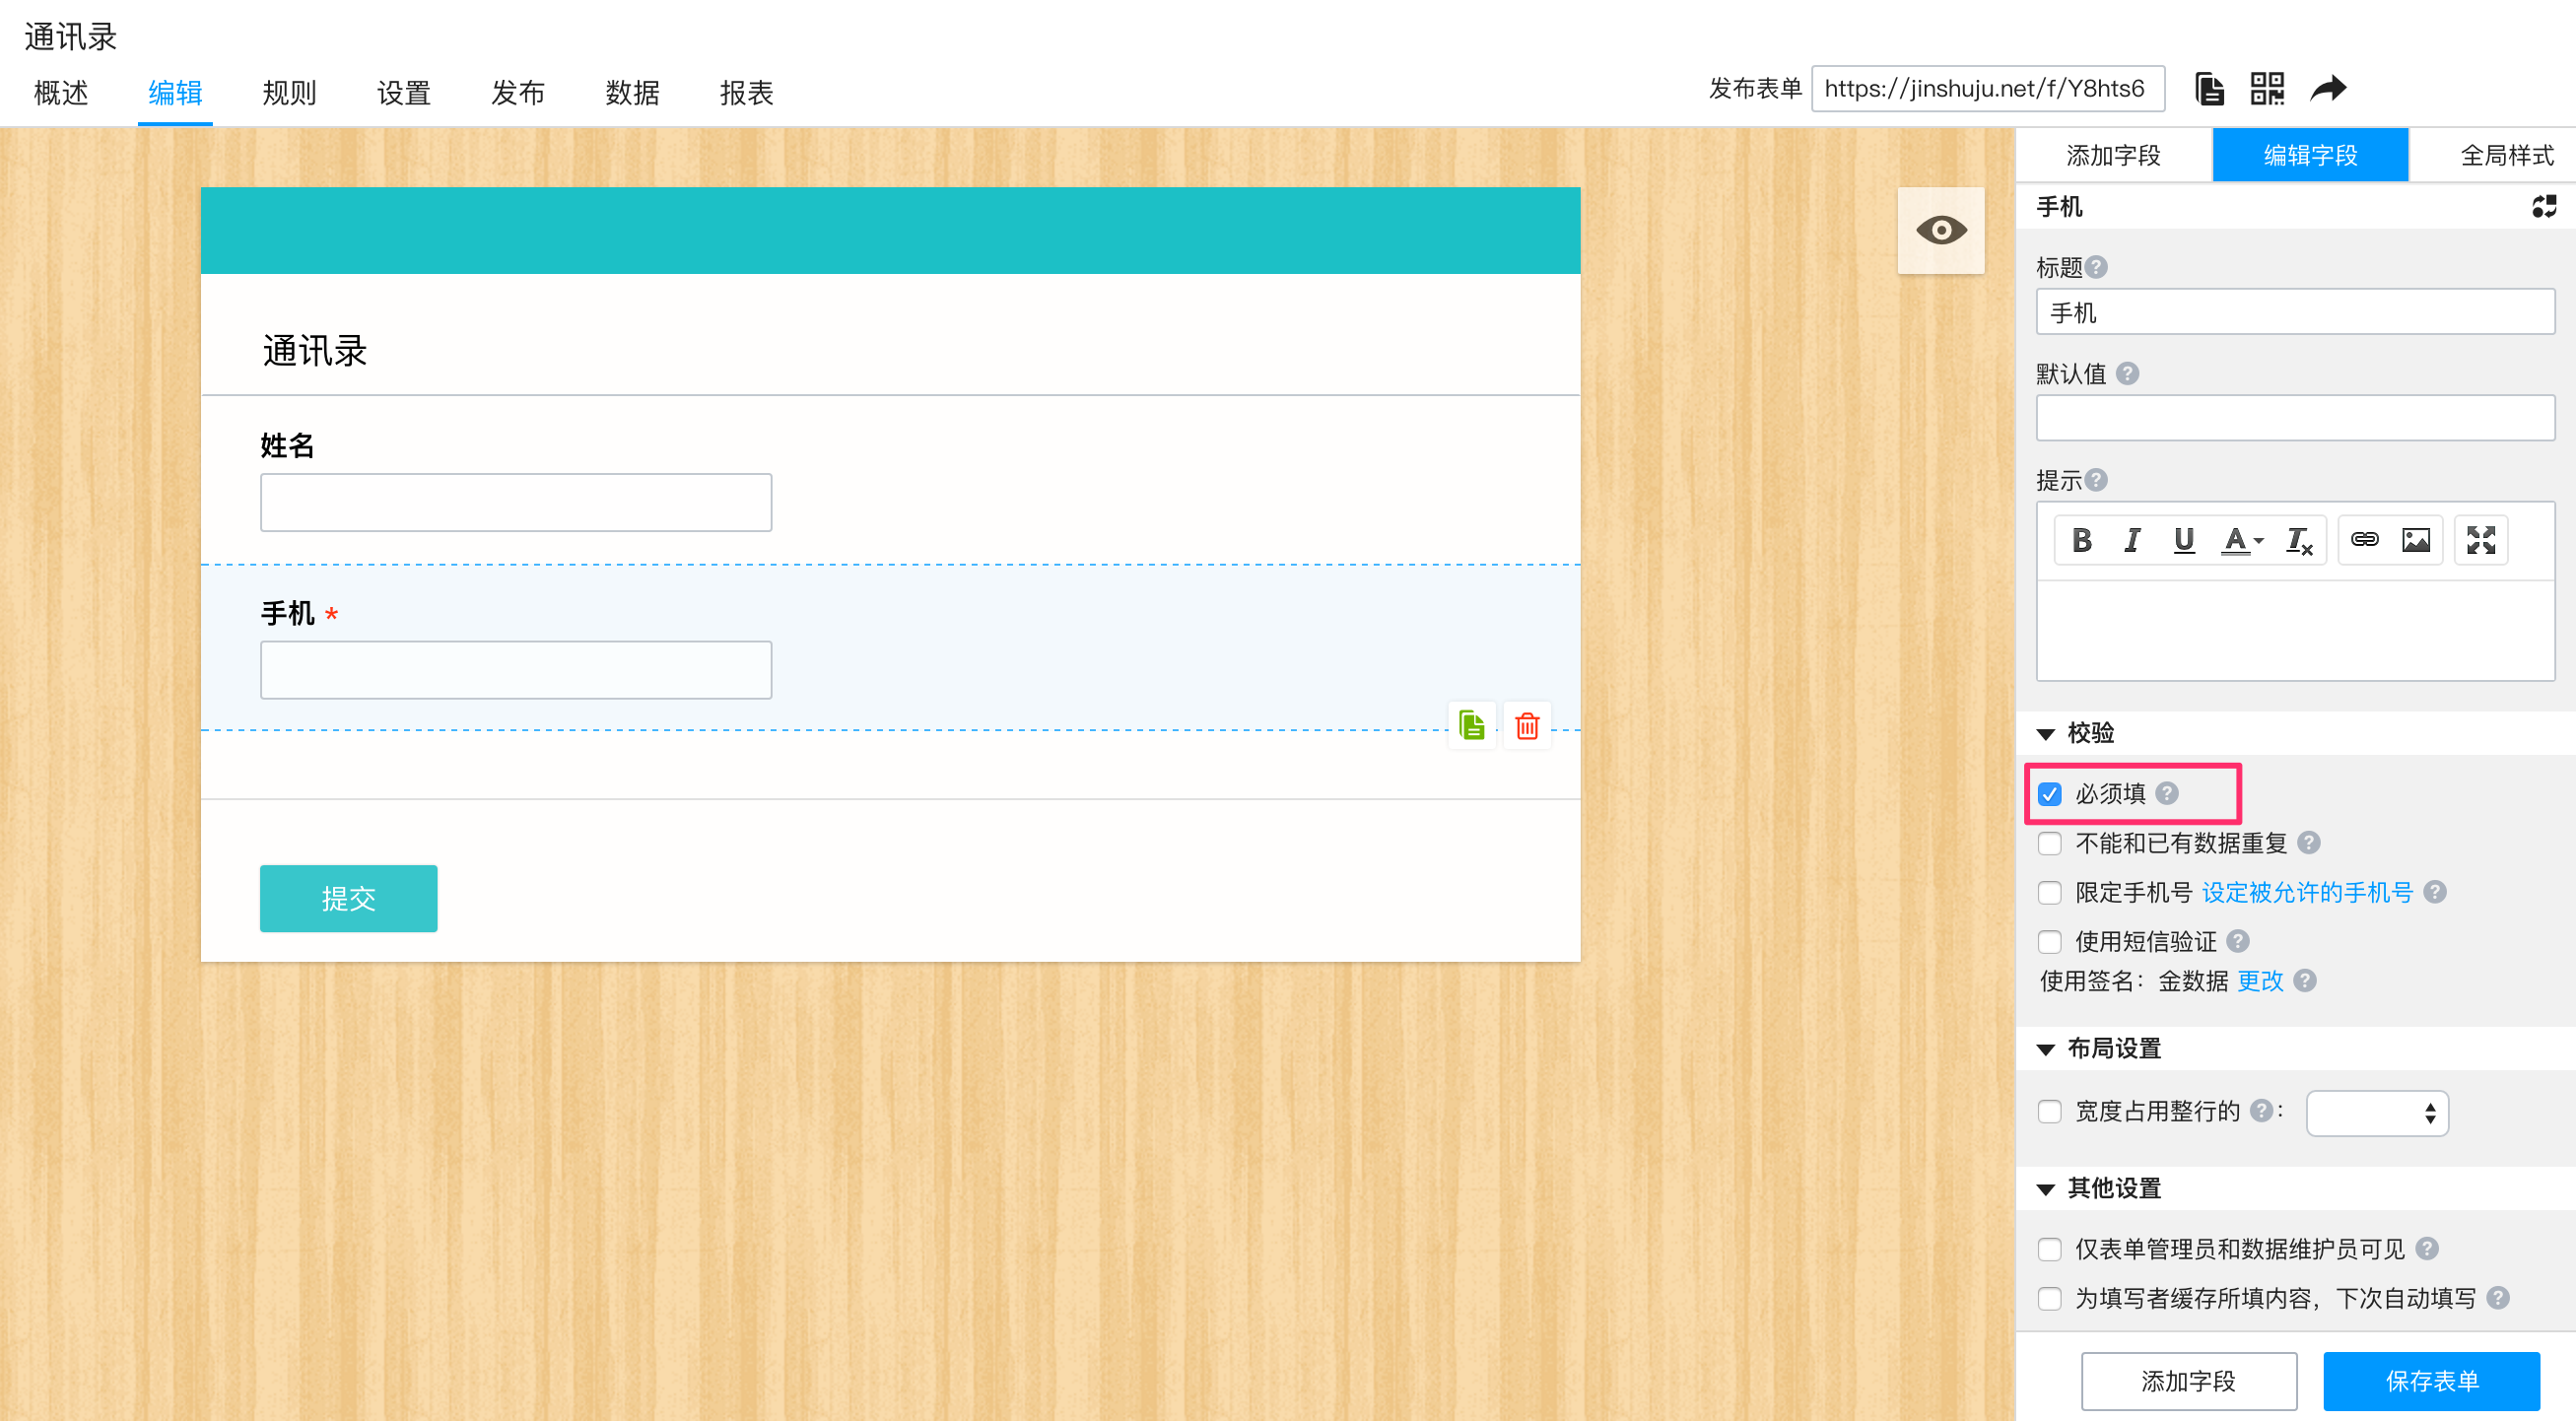 通讯录
概述 编辑 规则 设置 发布 数据 报表 发布表单 https://jinshuju.net/f/Y8hts6
通讯录
姓名
手机 *
提交
添加字段 编辑字段 全局样式
手机
标题 ?
手机
默认值 ?
提示 ?
B I U A Tx
校验
必须填 ?
不能和已有数据重复 ?
限定手机号 设定被允许的手机号 ?
使用短信验证 ?
使用签名：金数据 更改 ?
布局设置
宽度占用整行的 ?：
其他设置
仅表单管理员和数据维护员可见 ?
为填写者缓存所填内容，下次自动填写 ?
添加字段 保存表单